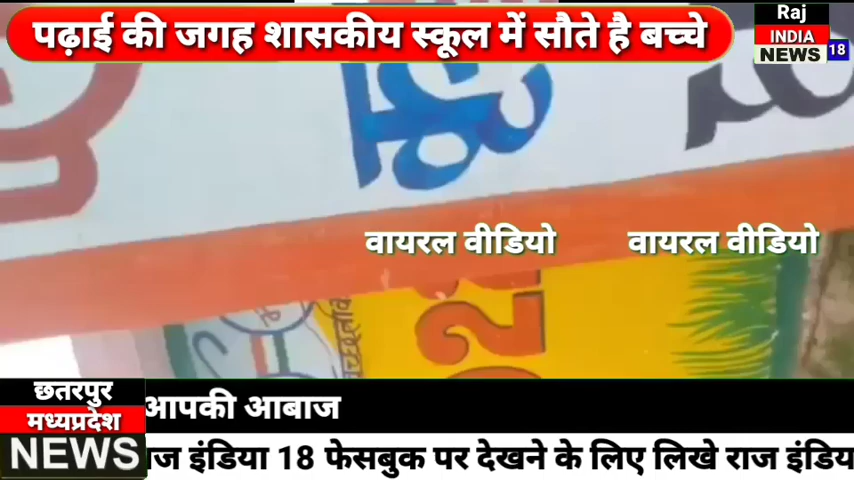 पढ़ाई की जगह शासकीय स्कूल में सौते है बच्चे
Raj
INDIA
NEWS 18
वायरल वीडियो वायरल वीडियो
छतरपुर
मध्यप्रदेश
NEWS
आपकी आबाज
ाज इंडिया 18 फेसबुक पर देखने के लिए लिखे राज इंडिय